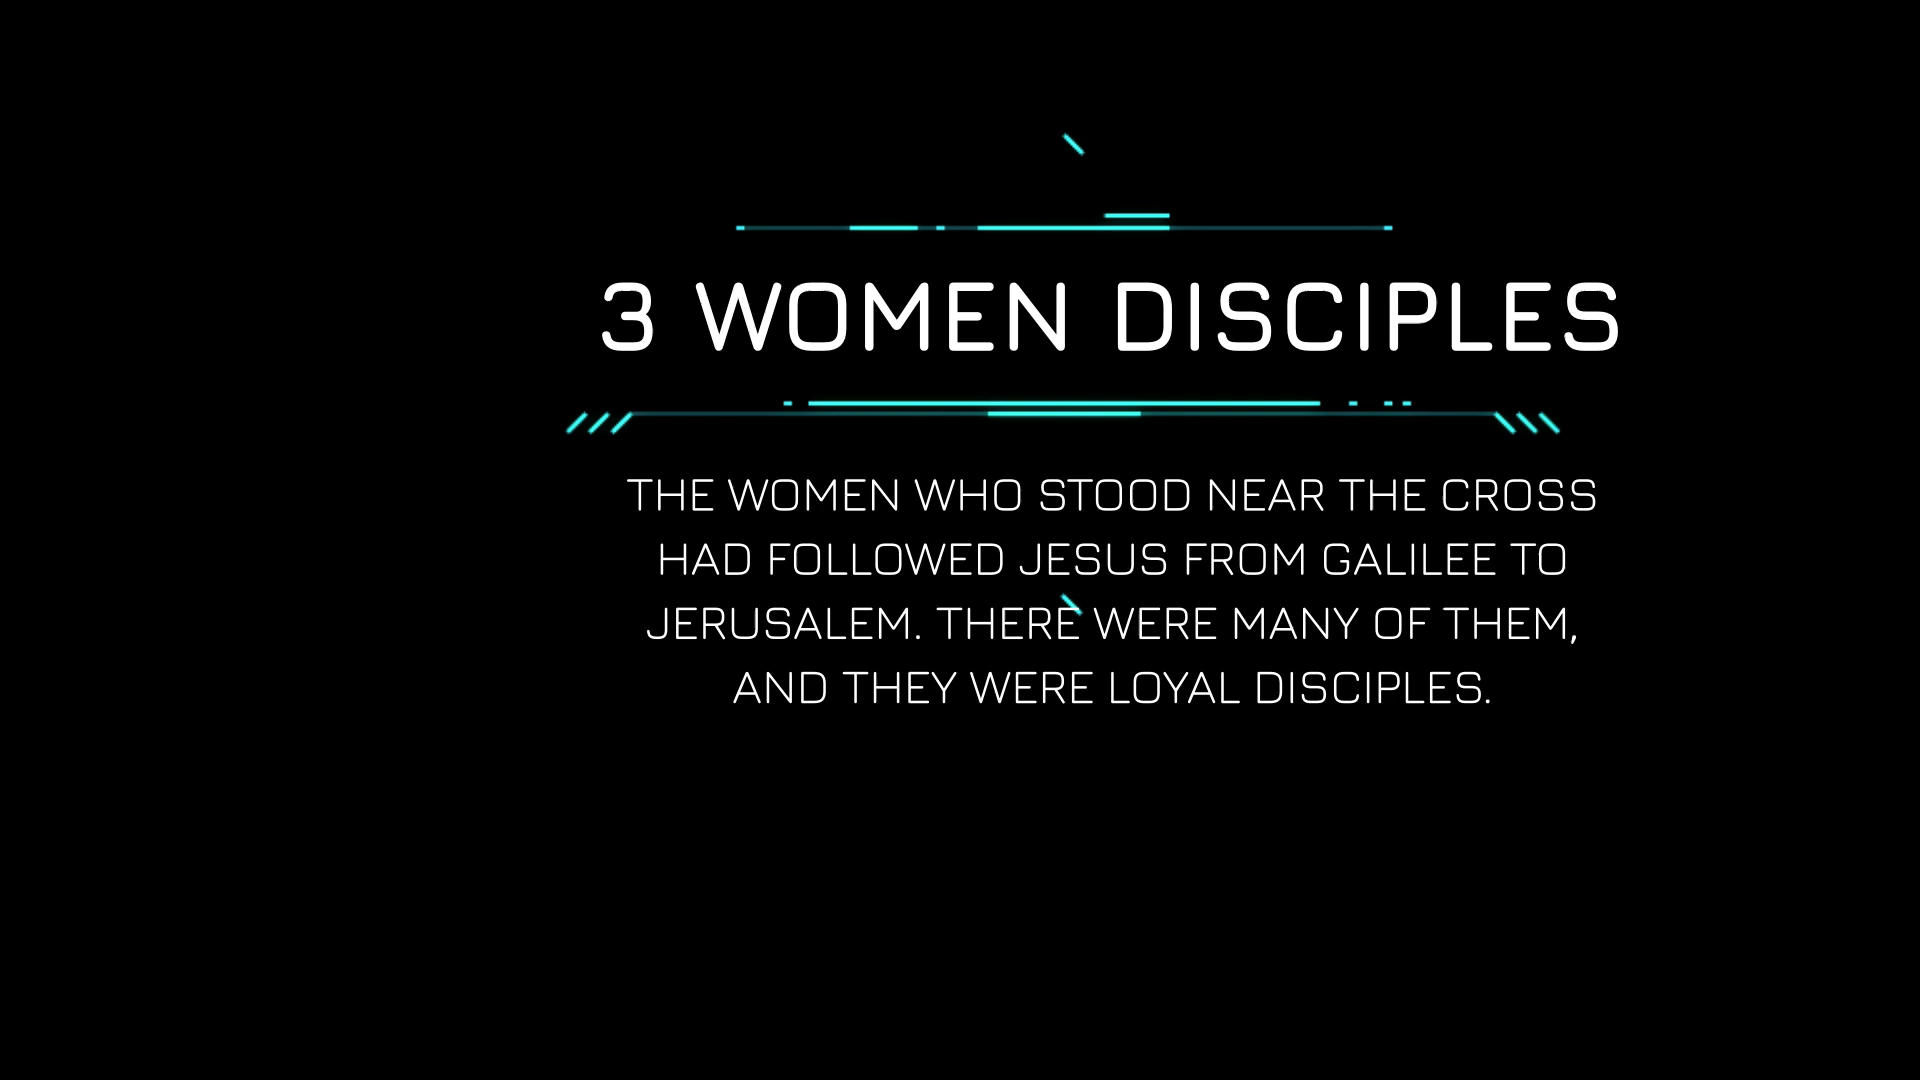 3 WOMEN DISCIPLES
THE WOMEN WHO STOOD NEAR THE CROSS
HAD FOLLOWED JESUS FROM GALILEE TO
JERUSALEM. THERE WERE MANY OF THEM,
AND THEY WERE LOYAL DISCIPLES.